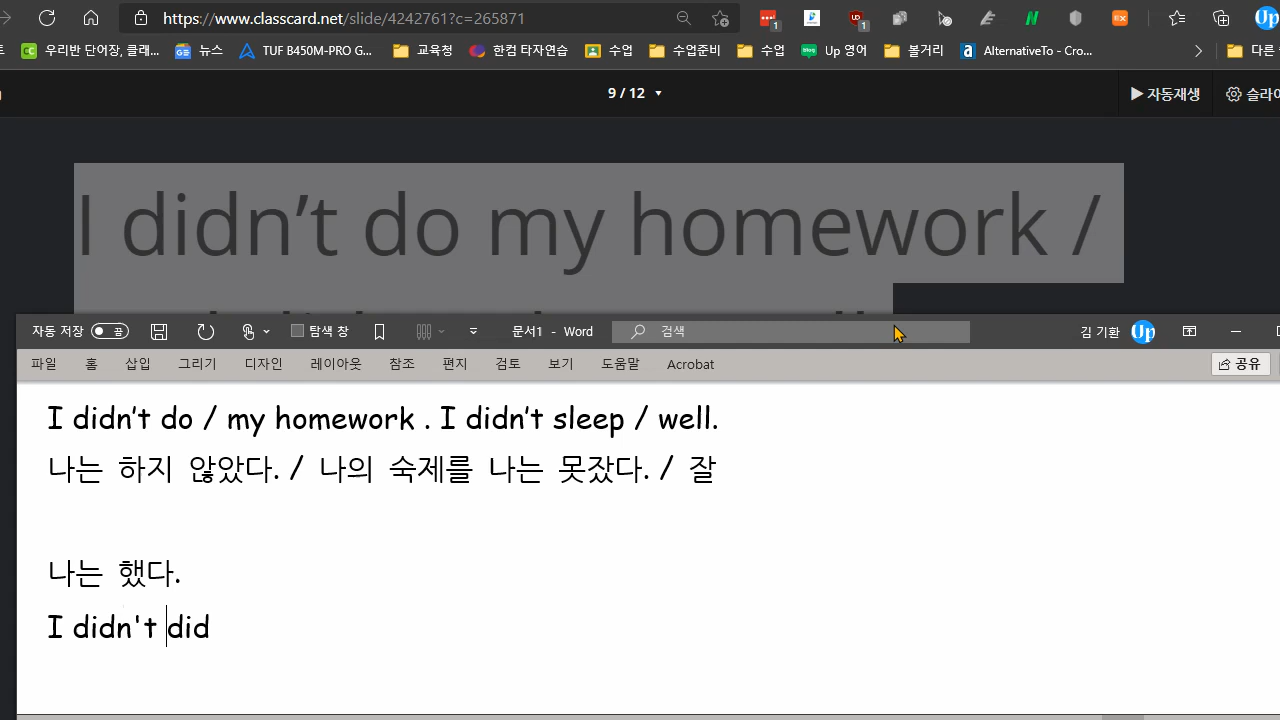 https://www.classcard.net/slide/4242761?c=265871
우리반 단어장, 클래... 뉴스 TUF B450M-PRO G... 교육청 한컴 타자연습 수업 수업준비 수업 Up 영어 볼거리 AlternativeTo - Cro... 다른
9 / 12 자동재생 슬라
I didn’t do my homework /
자동 저장 끔 탐색 창 문서1 - Word 검색 김 기환 Up
파일 홈 삽입 그리기 디자인 레이아웃 참조 편지 검토 보기 도움말 Acrobat 공유
I didn’t do / my homework . I didn’t sleep / well.
나는 하지 않았다. / 나의 숙제를 나는 못잤다. / 잘
나는 했다.
I didn't did